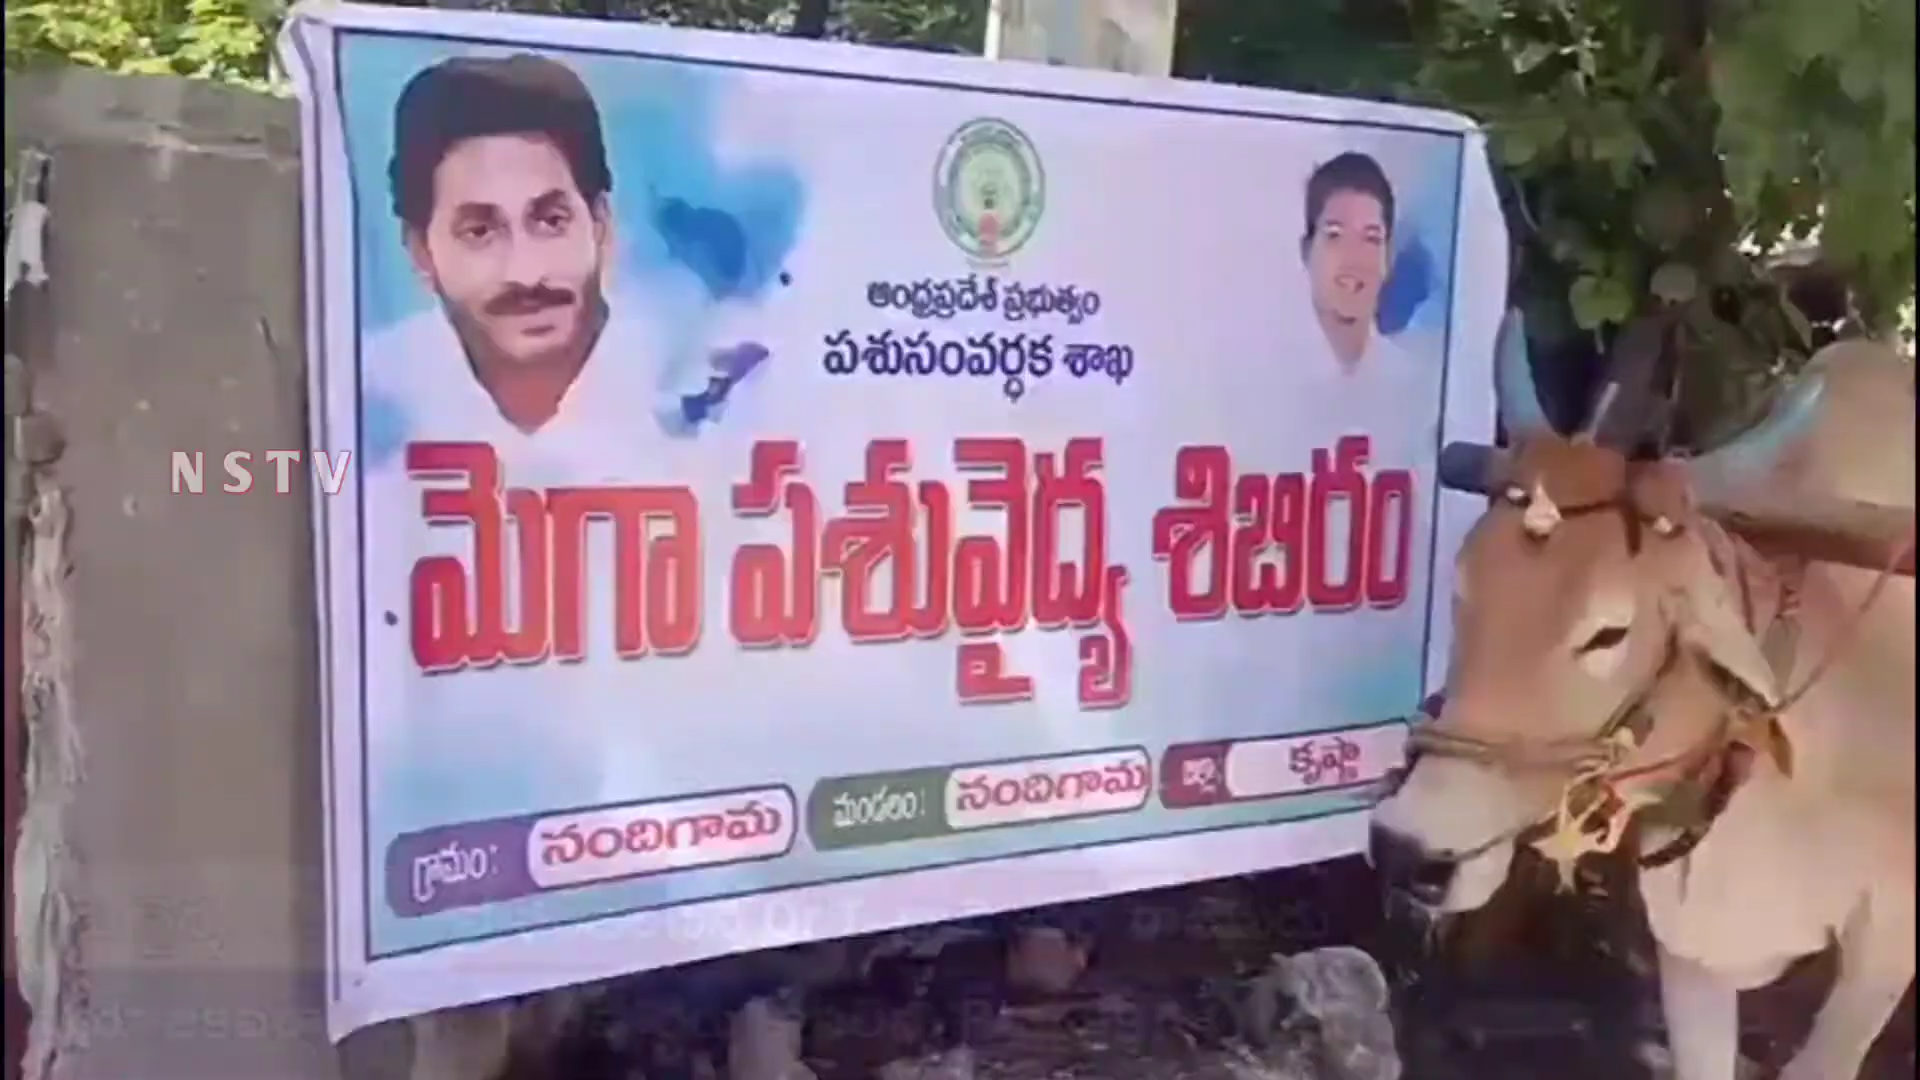 ఆంధ్రప్రదేశ్ ప్రభుత్వం
పశుసంవర్ధక శాఖ
మెగా పశువైద్య శిబిరం
గ్రామం: నందిగామ మండలం: నందిగామ జిల్లా కృష్ణా
NSTV